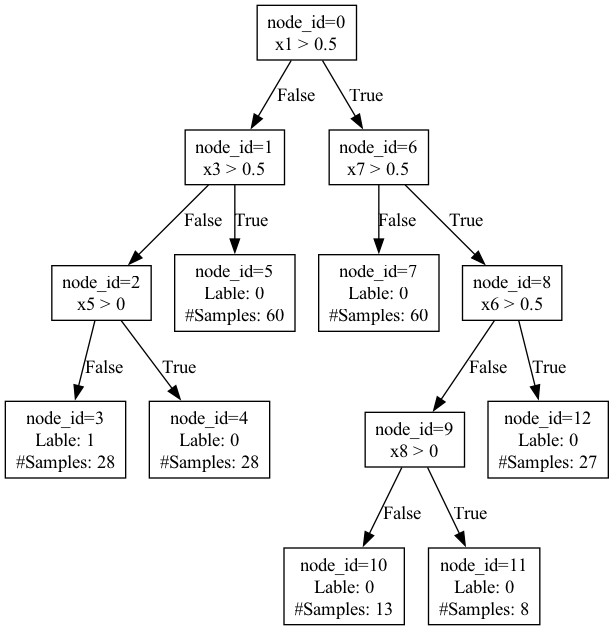 node_id=0
x1 > 0.5
False
True
node_id=1
x3 > 0.5
node_id=6
x7 > 0.5
False
True
False
True
node_id=2
x5 > 0
node_id=5
Lable: 0
#Samples: 60
node_id=7
Lable: 0
#Samples: 60
node_id=8
x6 > 0.5
False
True
False
True
node_id=3
Lable: 1
#Samples: 28
node_id=4
Lable: 0
#Samples: 28
node_id=9
x8 > 0
node_id=12
Lable: 0
#Samples: 27
False
True
node_id=10
Lable: 0
#Samples: 13
node_id=11
Lable: 0
#Samples: 8